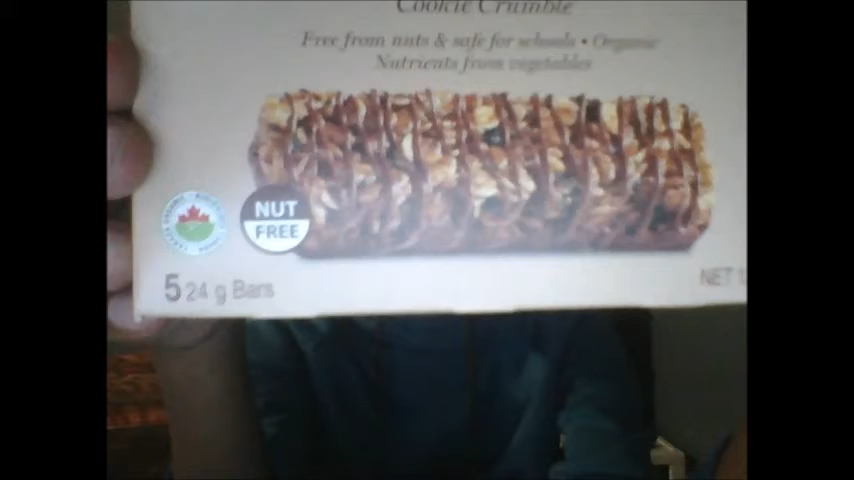 Cookie Crumble
Free from nuts & safe for schools • Organic
Nutrients from vegetables
NUT
FREE
5 24 g Bars
NET